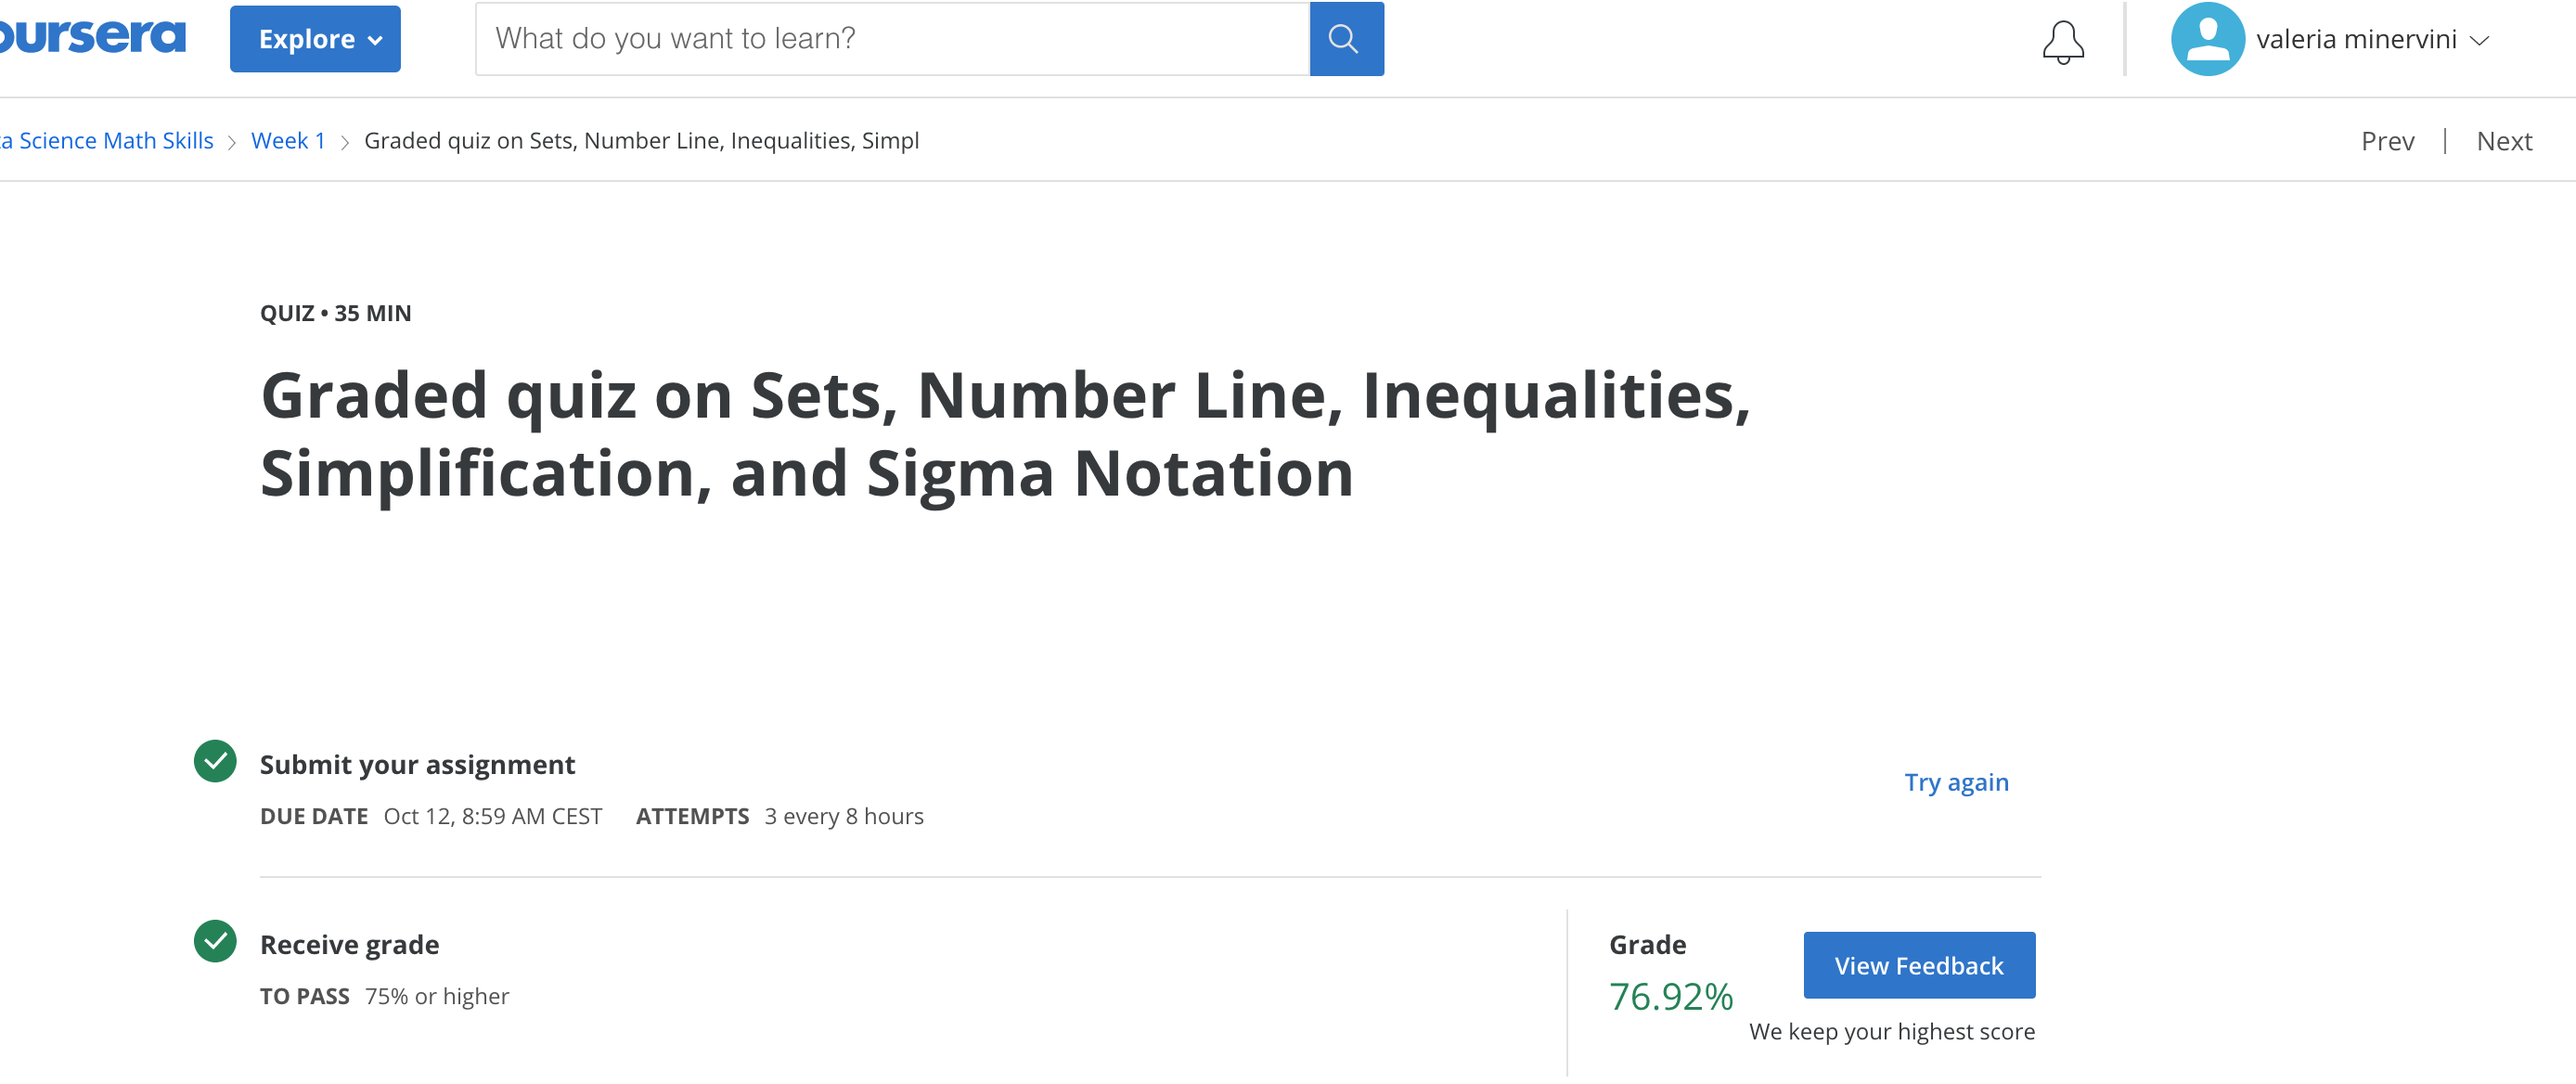 oursera
Explore
What do you want to learn?
valeria minervini
a Science Math Skills > Week 1 > Graded quiz on Sets, Number Line, Inequalities, Simpl
Prev | Next
QUIZ • 35 MIN
Graded quiz on Sets, Number Line, Inequalities,
Simplification, and Sigma Notation
Submit your assignment
Try again
DUE DATE Oct 12, 8:59 AM CEST ATTEMPTS 3 every 8 hours
Receive grade
TO PASS 75% or higher
Grade
76.92%
View Feedback
We keep your highest score